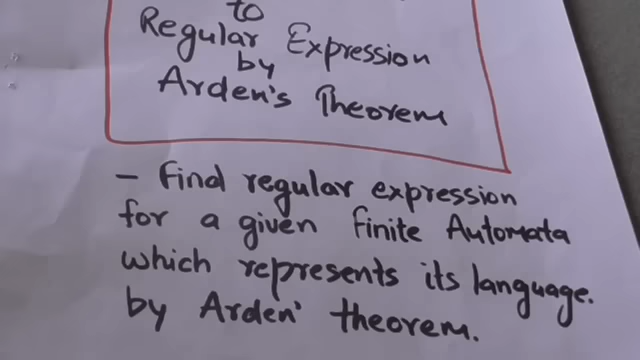 to
Regular Expression
by
Arden's Theorem
- Find regular expression
for a given Finite Automata
which represents its language.
by Arden' theorem.